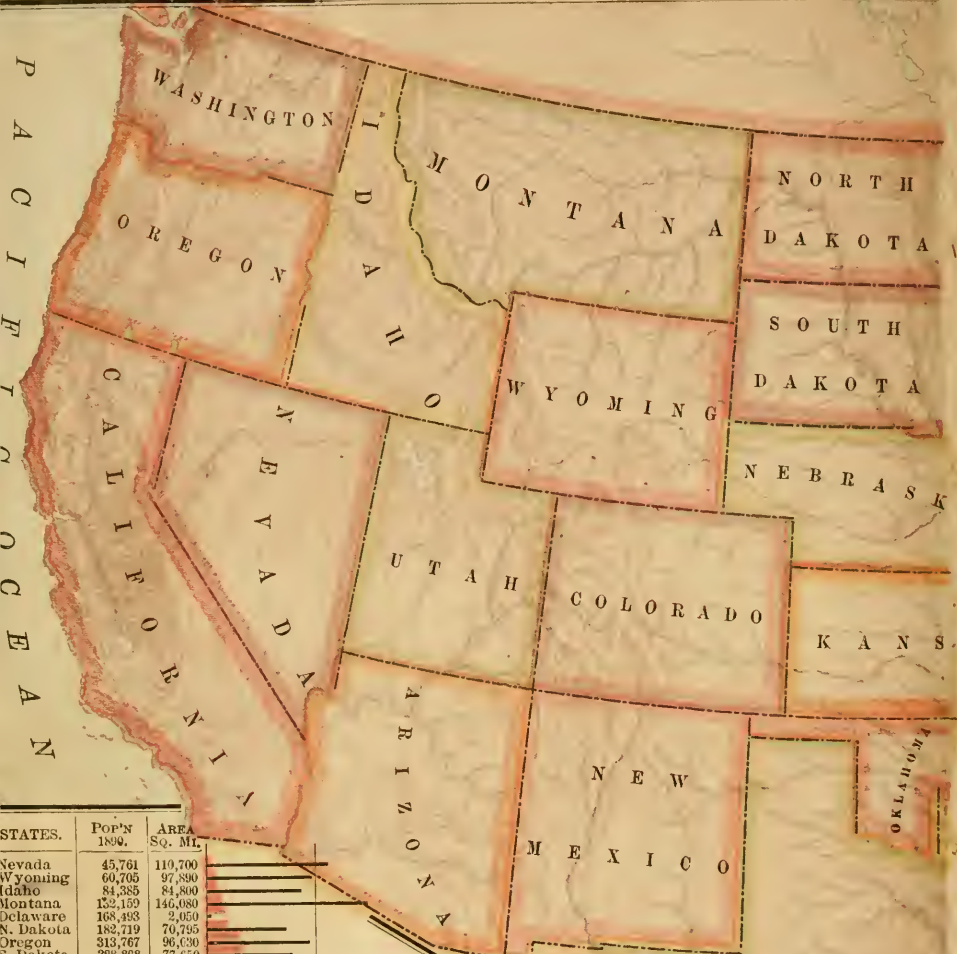 PACIFIC OCEAN
WASHINGTON
IDAHO
MONTANA
NORTH
DAKOTA
OREGON
SOUTH
DAKOTA
WYOMING
CALIFORNI
NEVADA
NEBRASK
UTAH
COLORADO
KANS
ARIZONA
NEW
MEXICO
OKLAHOMA
STATES. POP'N 1890. AREA SQ. MI.
Nevada 45,761 110,700
Wyoming 60,705 97,890
Idaho 84,385 84,800
Montana 132,159 146,080
Delaware 168,493 2,050
N. Dakota 182,719 70,795
Oregon 313,767 96,030